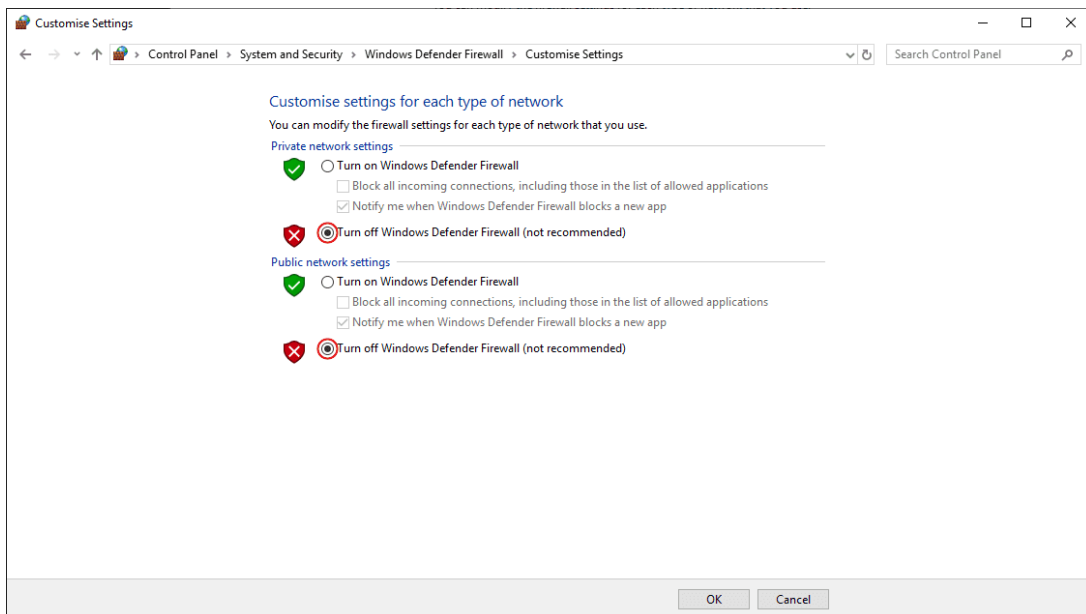 Customise Settings
Control Panel > System and Security > Windows Defender Firewall > Customise Settings
Search Control Panel
Customise settings for each type of network
You can modify the firewall settings for each type of network that you use.
Private network settings
Turn on Windows Defender Firewall
Block all incoming connections, including those in the list of allowed applications
Notify me when Windows Defender Firewall blocks a new app
Turn off Windows Defender Firewall (not recommended)
Public network settings
Turn on Windows Defender Firewall
Block all incoming connections, including those in the list of allowed applications
Notify me when Windows Defender Firewall blocks a new app
Turn off Windows Defender Firewall (not recommended)
OK
Cancel